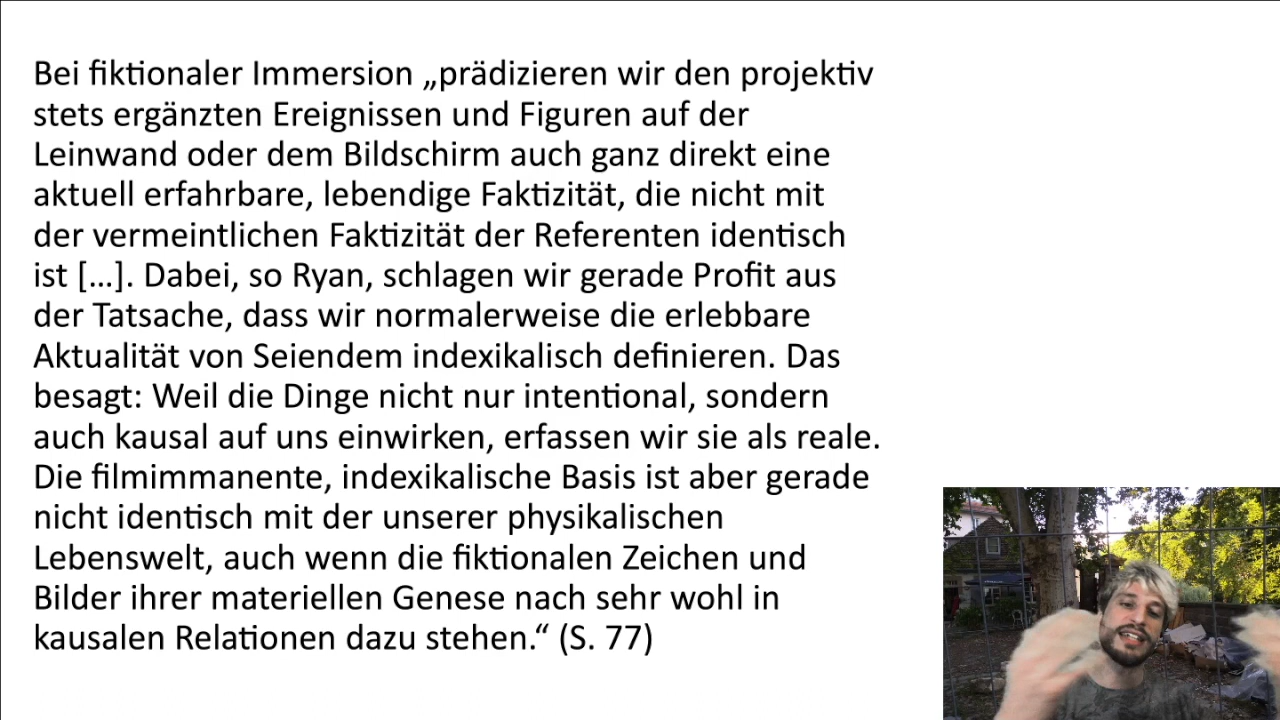 Bei fiktionaler Immersion „prädizieren wir den projektiv
stets ergänzten Ereignissen und Figuren auf der
Leinwand oder dem Bildschirm auch ganz direkt eine
aktuell erfahrbare, lebendige Faktizität, die nicht mit
der vermeintlichen Faktizität der Referenten identisch
ist […]. Dabei, so Ryan, schlagen wir gerade Profit aus
der Tatsache, dass wir normalerweise die erlebbare
Aktualität von Seiendem indexikalisch definieren. Das
besagt: Weil die Dinge nicht nur intentional, sondern
auch kausal auf uns einwirken, erfassen wir sie als reale.
Die filmimmanente, indexikalische Basis ist aber gerade
nicht identisch mit der unserer physikalischen
Lebenswelt, auch wenn die fiktionalen Zeichen und
Bilder ihrer materiellen Genese nach sehr wohl in
kausalen Relationen dazu stehen.“ (S. 77)